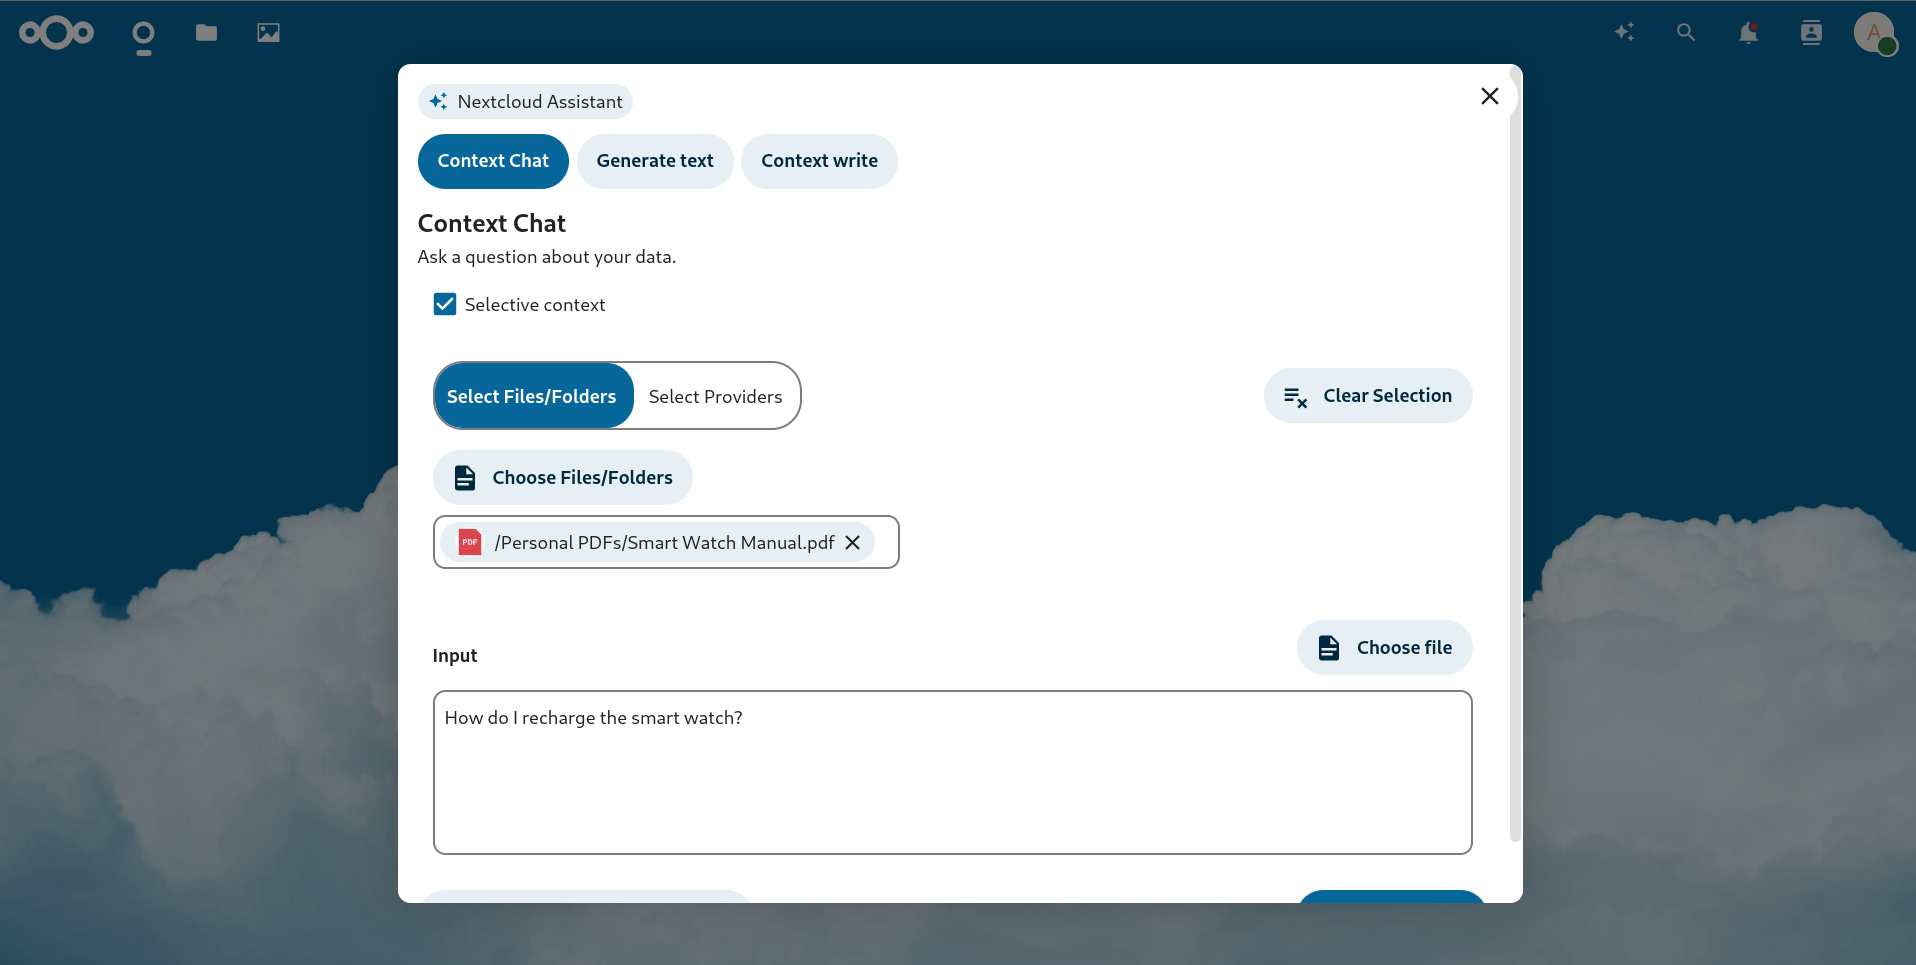 A
Nextcloud Assistant
Context Chat Generate text Context write
Context Chat
Ask a question about your data.
Selective context
Select Files/Folders Select Providers Clear Selection
Choose Files/Folders
PDF /Personal PDFs/Smart Watch Manual.pdf
Input Choose file
How do I recharge the smart watch?